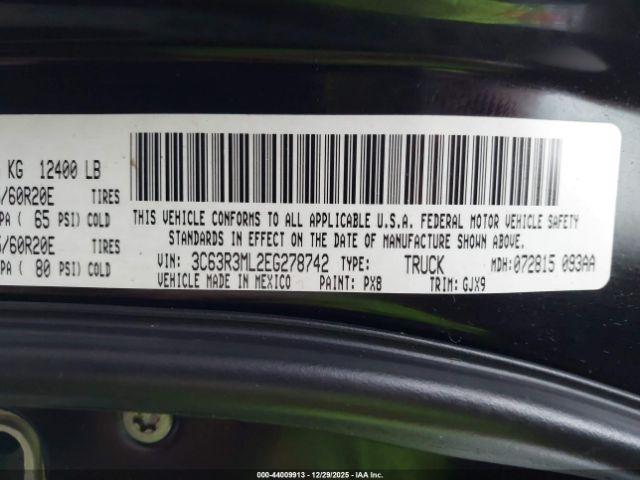 KG 12400 LB
/60R20E TIRES
PA ( 65 PSI) COLD
/60R20E TIRES
PA ( 80 PSI) COLD
THIS VEHICLE CONFORMS TO ALL APPLICABLE U.S.A. FEDERAL MOTOR VEHICLE SAFETY
STANDARDS IN EFFECT ON THE DATE OF MANUFACTURE SHOWN ABOVE.
VIN: 3C63R3ML2EG278742 TYPE: TRUCK MDH: 072815 093AA
VEHICLE MADE IN MEXICO PAINT: PX8 TRIM: GJX9
000-44009913 - 12/29/2025 - IAA Inc.